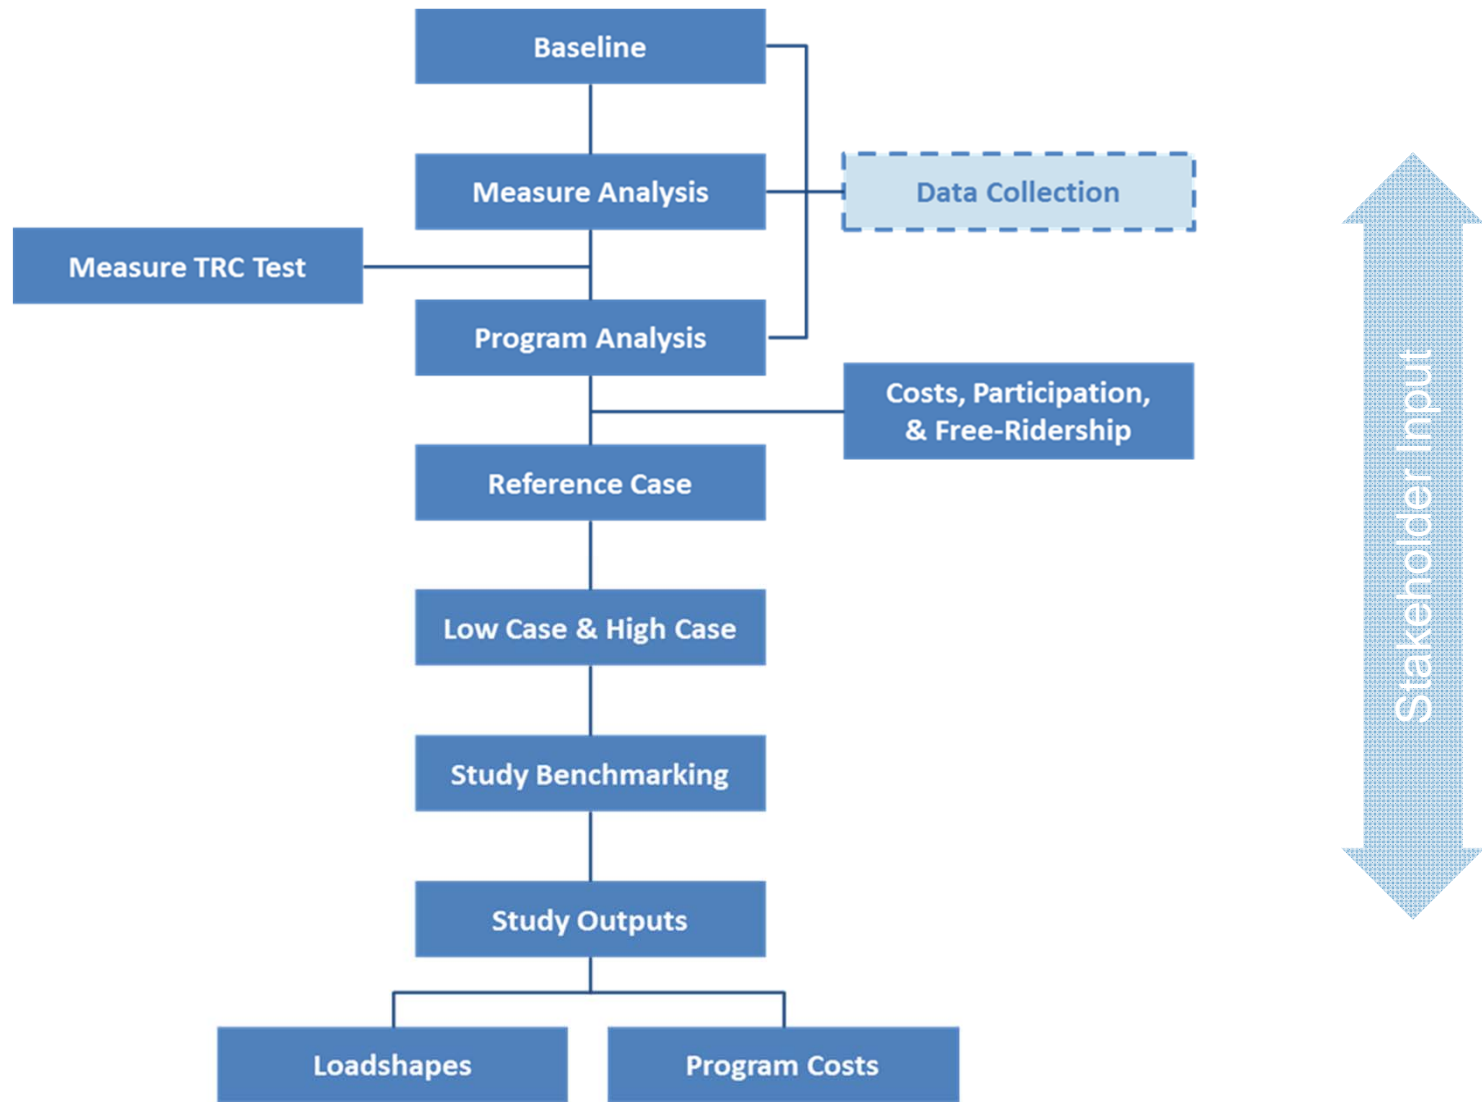 Baseline
Measure Analysis
Data Collection
Measure TRC Test
Program Analysis
Costs, Participation,
& Free-Ridership
Reference Case
Low Case & High Case
Study Benchmarking
Study Outputs
Loadshapes
Program Costs
Stakeholder Input